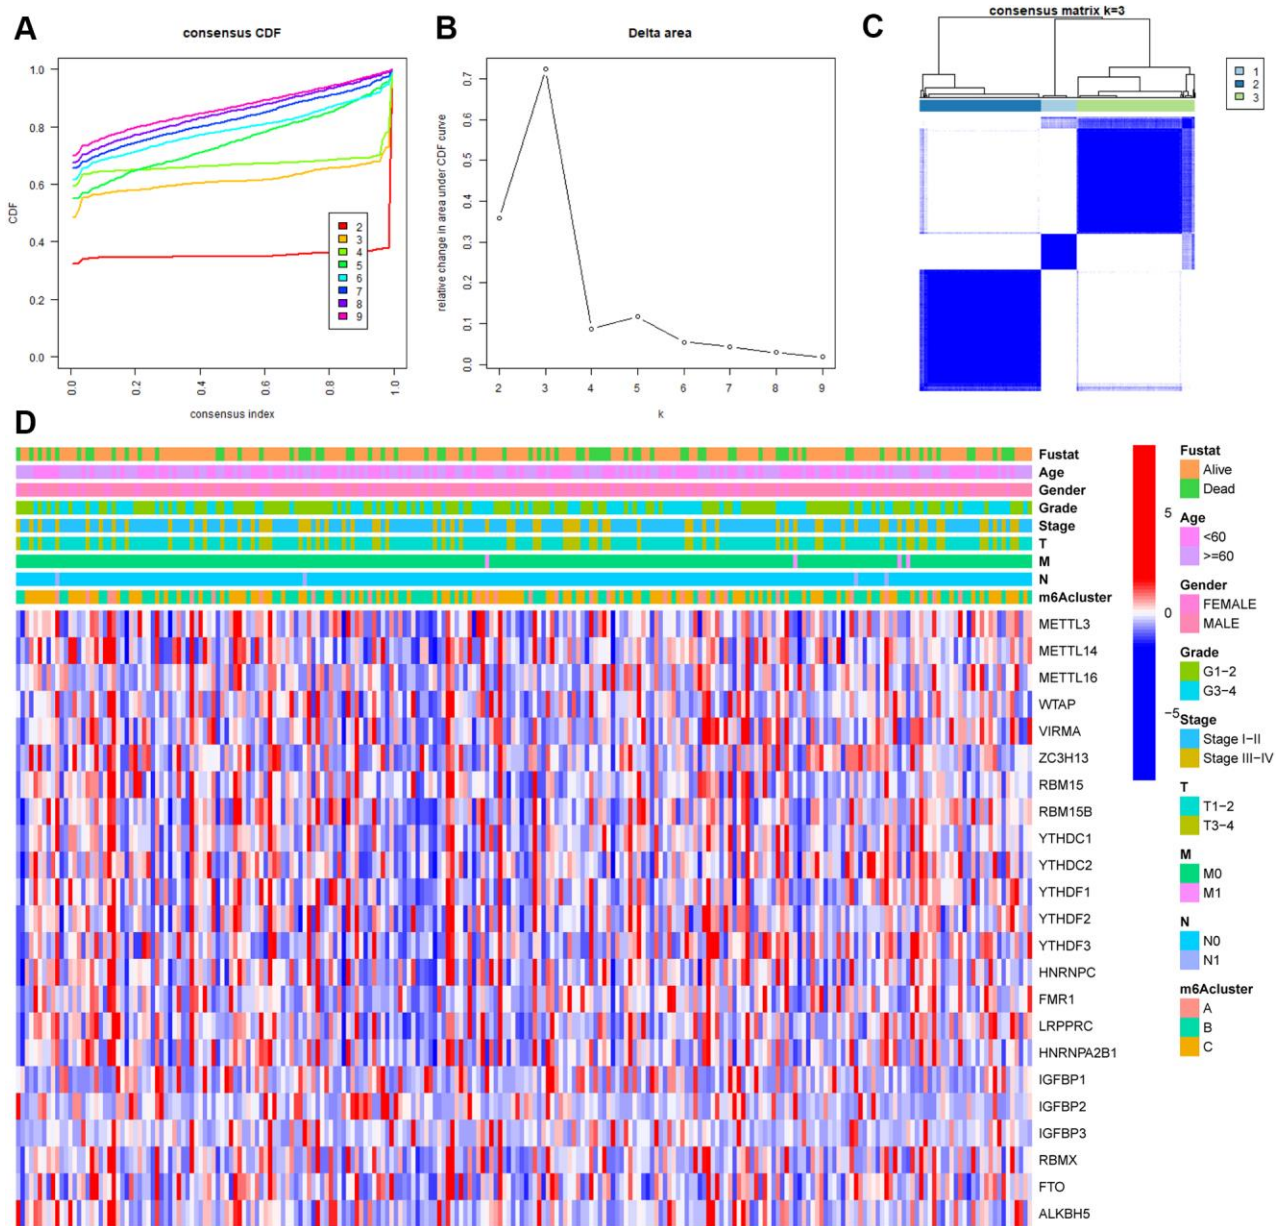 A
consensus CDF
CDF
1.0
0.8
0.6
0.4
0.2
0.0
0.0
0.2
0.4
0.6
0.8
1.0
consensus index
2
3
4
5
6
7
8
9
B
Delta area
relative change in area under CDF curve
0.7
0.6
0.5
0.4
0.3
0.2
0.1
0.0
2
3
4
5
6
7
8
9
k
C
consensus matrix k=3
1
2
3
D
Fustat
Age
Gender
Grade
Stage
T
M
N
m6Acluster
METTL3
METTL14
METTL16
WTAP
VIRMA
ZC3H13
RBM15
RBM15B
YTHDC1
YTHDC2
YTHDF1
YTHDF2
YTHDF3
HNRNPC
FMR1
LRPPRC
HNRNPA2B1
IGFBP1
IGFBP2
IGFBP3
RBMX
FTO
ALKBH5
5
0
−5
Fustat
Alive
Dead
Age
<60
>=60
Gender
FEMALE
MALE
Grade
G1−2
G3−4
Stage
Stage I−II
Stage III−IV
T
T1−2
T3−4
M
M0
M1
N
N0
N1
m6Acluster
A
B
C